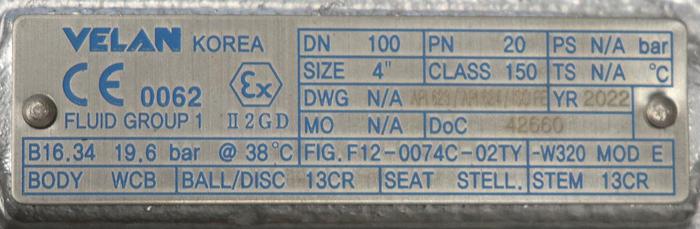 VELAN KOREA
DN 100 PN 20 PS N/A bar
SIZE 4" CLASS 150 TS N/A °C
CE 0062 Ex
DWG N/A YR 2022
FLUID GROUP 1 II 2 G D
MO N/A DoC 42660
B16.34 19.6 bar @ 38°C FIG. F12-0074C-02TY -W320 MOD E
BODY WCB BALL/DISC 13CR SEAT STELL. STEM 13CR